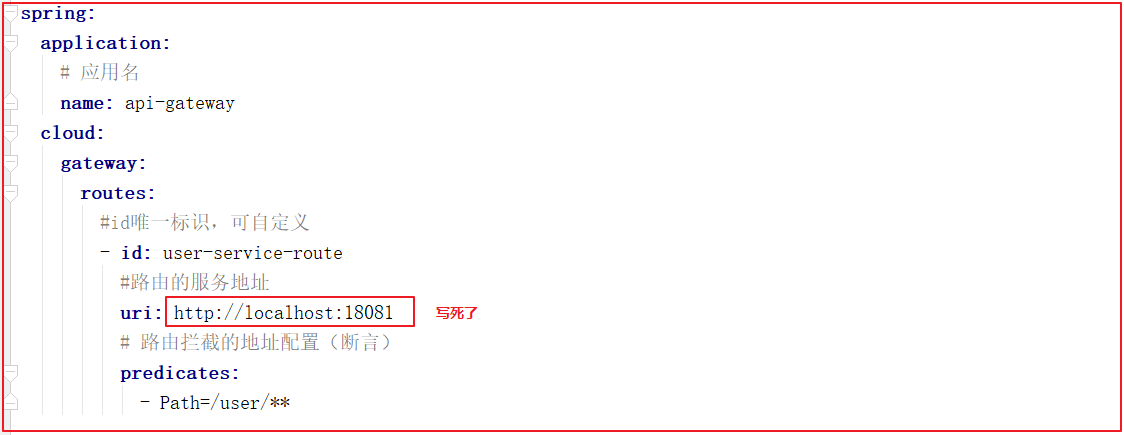 spring:
application:
# 应用名
name: api-gateway
cloud:
gateway:
routes:
#id唯一标识，可自定义
- id: user-service-route
#路由的服务地址
uri: http://localhost:18081 写死了
# 路由拦截的地址配置（断言）
predicates:
- Path=/user/**